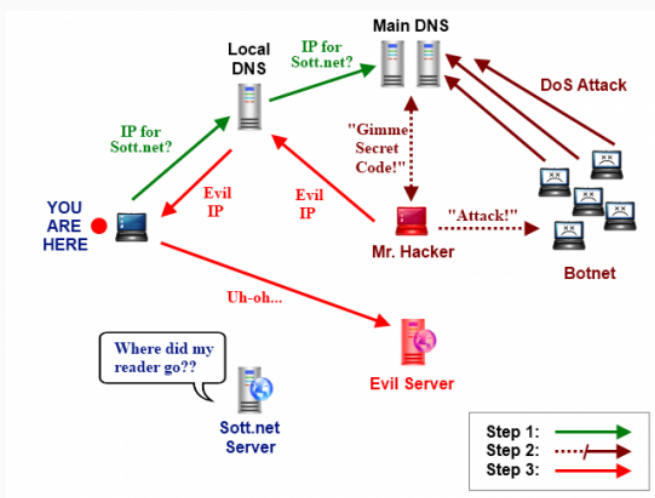 Main DNS
Local
DNS
IP for
Sott.net?
DoS Attack
IP for
Sott.net?
"Gimme
Secret
Code!"
Evil
IP
Evil
IP
YOU
ARE
HERE
"Attack!"
Mr. Hacker
Botnet
Uh-oh...
Where did my
reader go??
Evil Server
Sott.net
Server
Step 1:
Step 2:
Step 3: